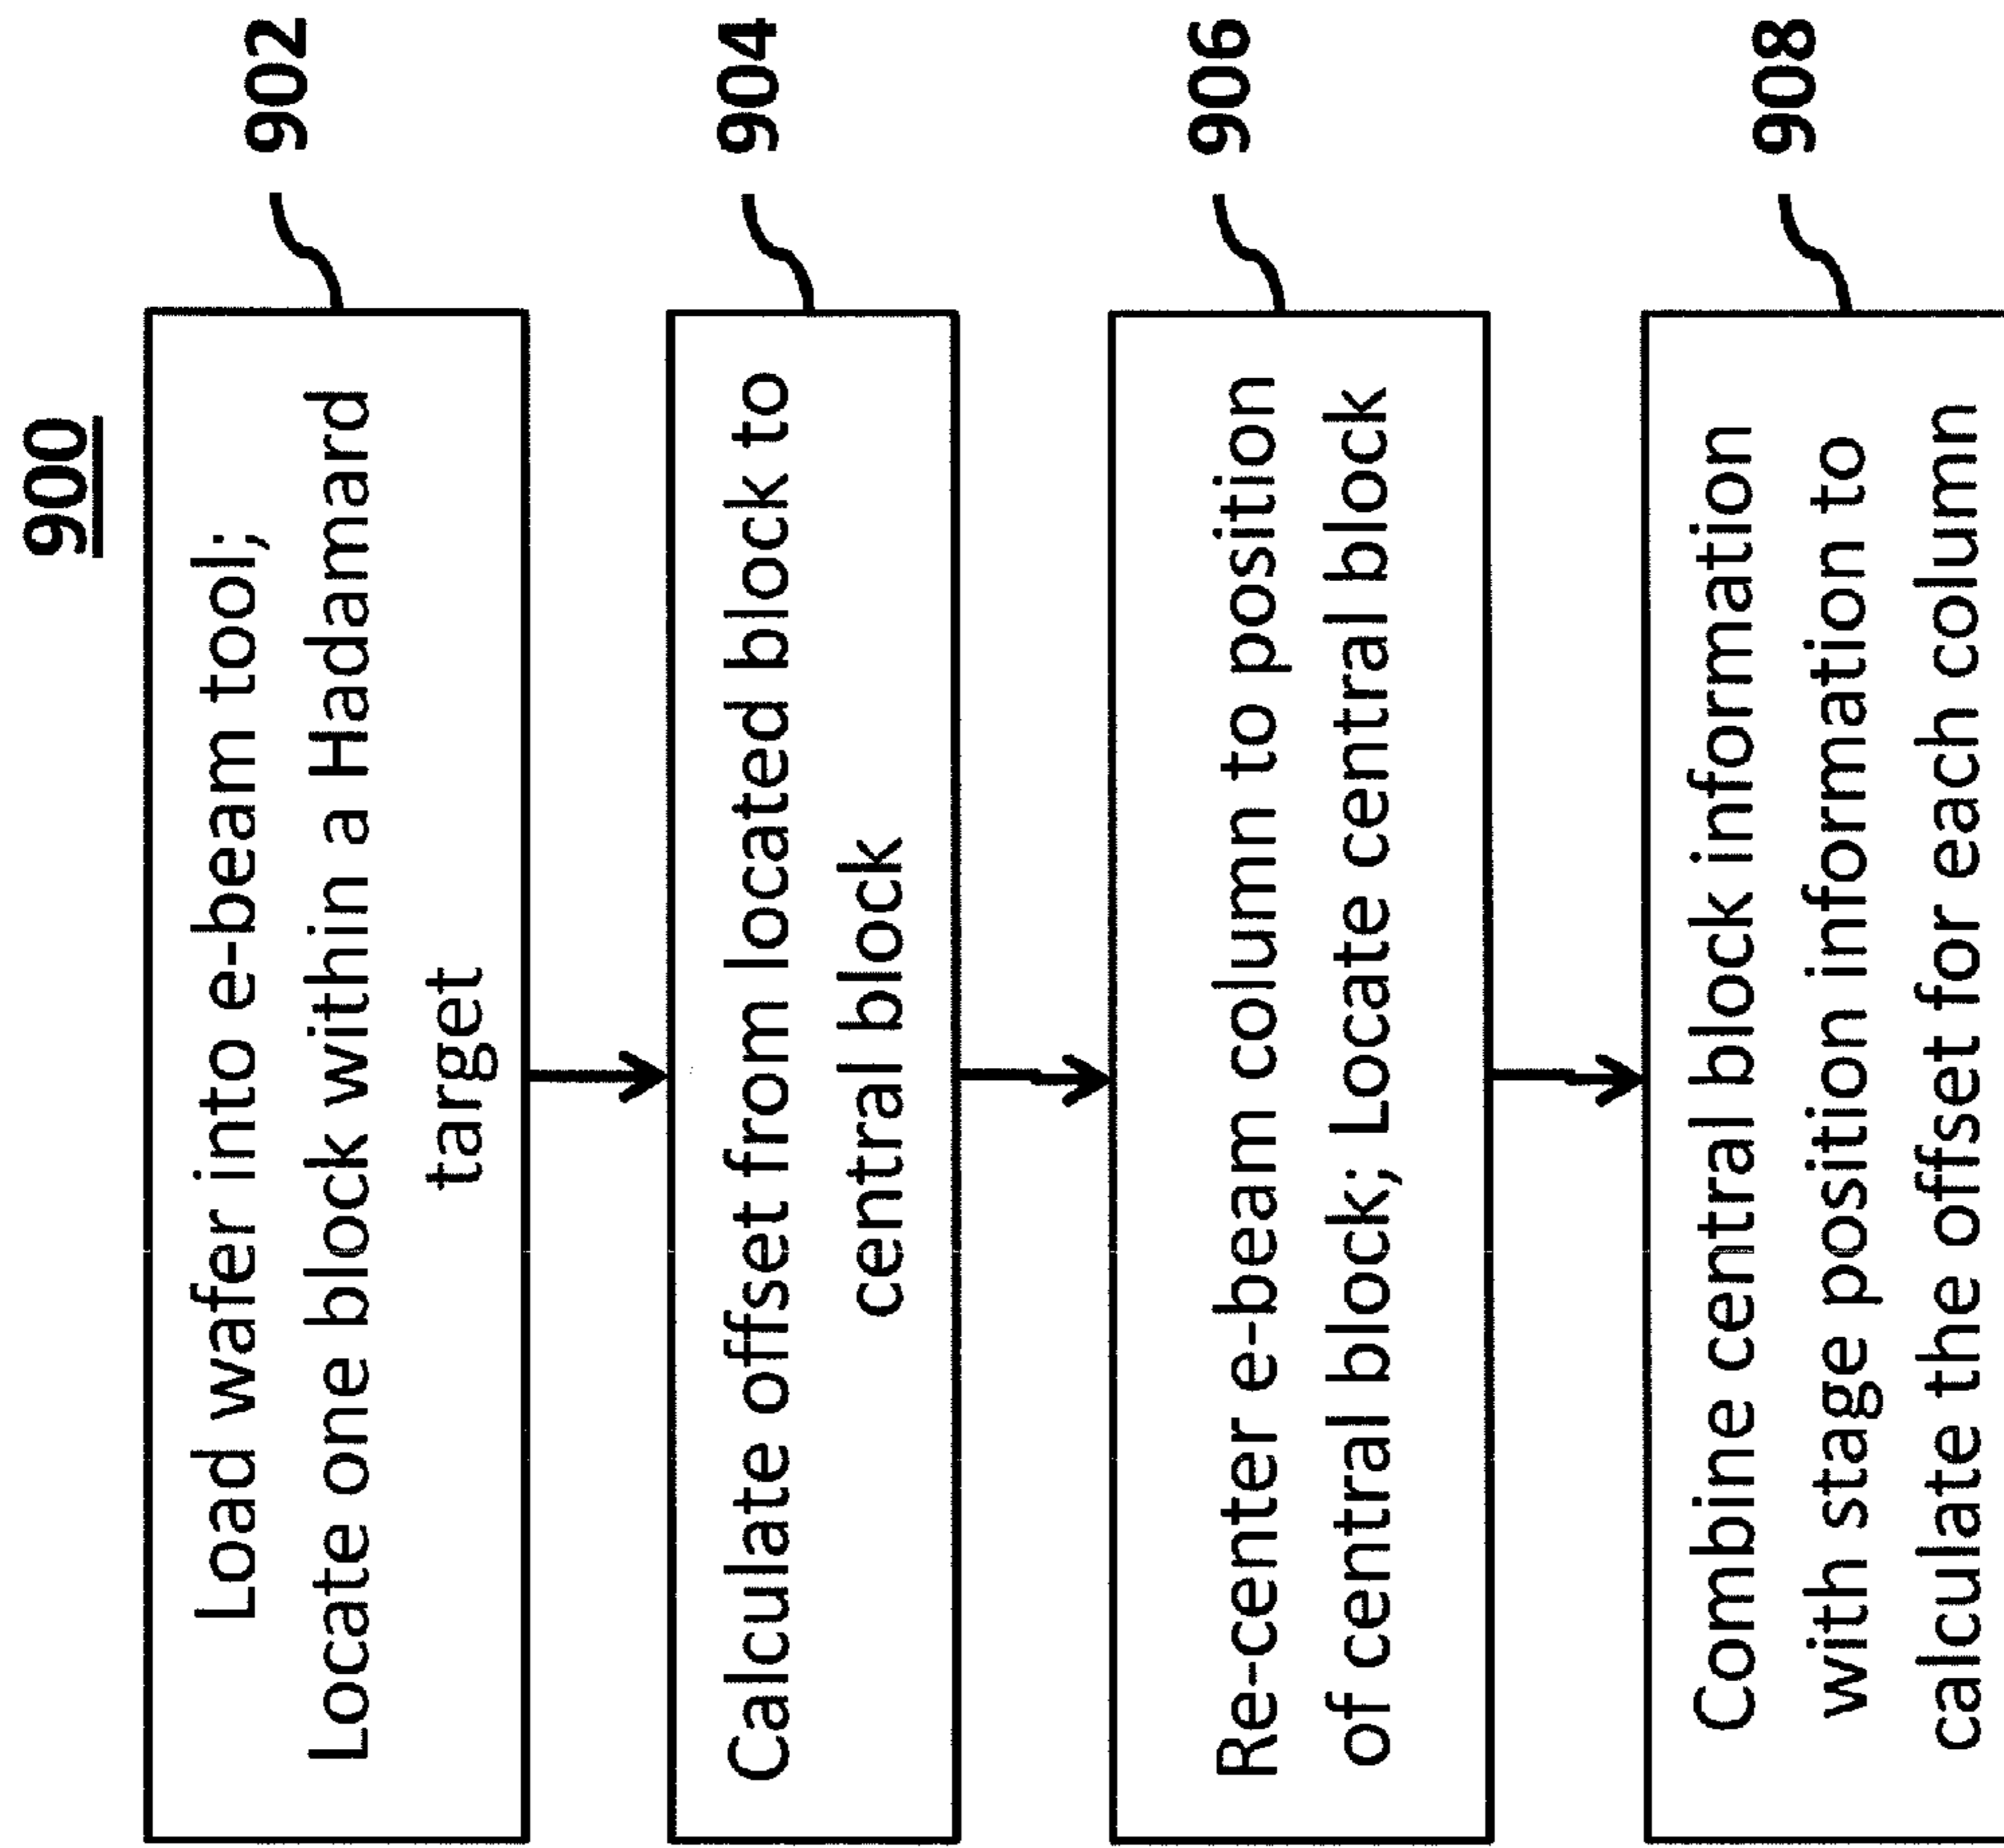 900
Load wafer into e-beam tool;
Locate one block within a Hadamard
target
902
Calculate offset from located block to
central block
904
Re-center e-beam column to position
of central block; Locate central block
906
Combine central block information
with stage position information to
calculate the offset for each column
908